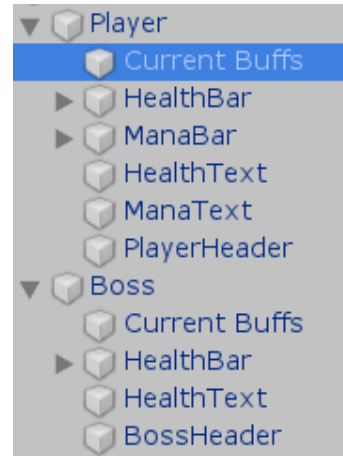 Player
Current Buffs
HealthBar
ManaBar
HealthText
ManaText
PlayerHeader
Boss
Current Buffs
HealthBar
HealthText
BossHeader